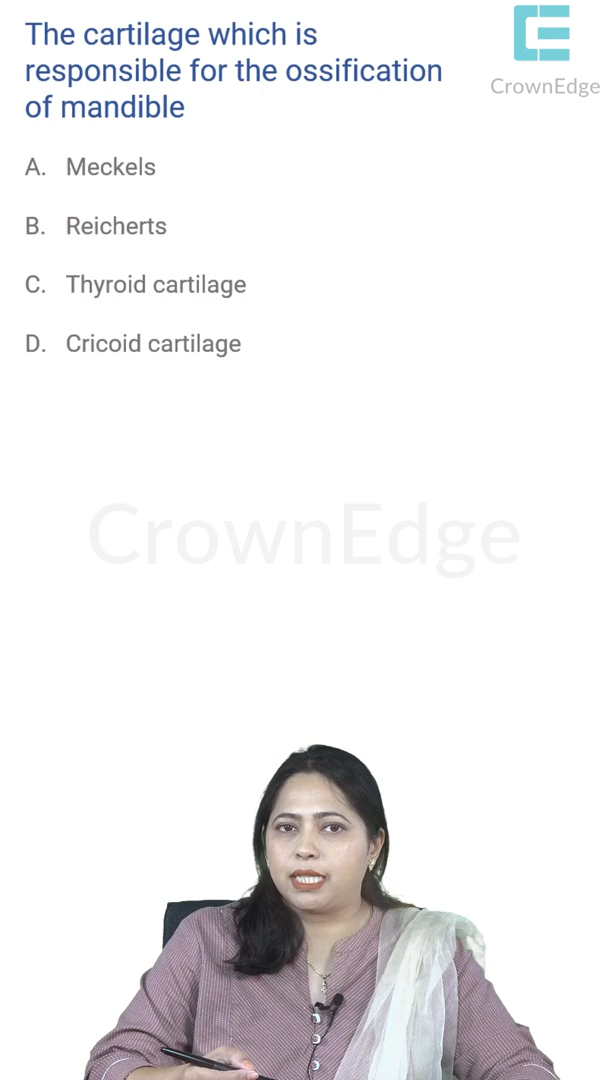 The cartilage which is
responsible for the ossification
of mandible
CrownEdge
A. Meckels
B. Reicherts
C. Thyroid cartilage
D. Cricoid cartilage
CrownEdge